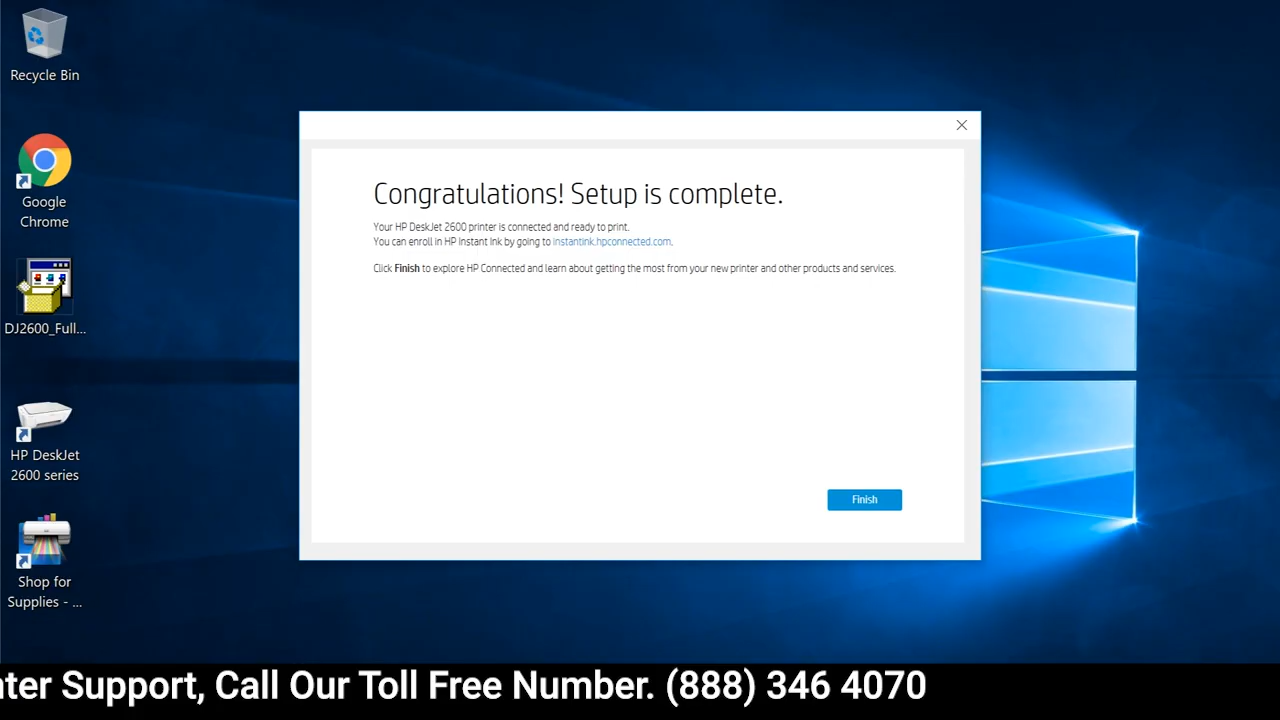 Recycle Bin
Google
Chrome
DJ2600_Full...
HP DeskJet
2600 series
Shop for
Supplies - ...
Congratulations! Setup is complete.
Your HP DeskJet 2600 printer is connected and ready to print.
You can enroll in HP Instant Ink by going to instantink.hpconnected.com.
Click Finish to explore HP Connected and learn about getting the most from your new printer and other products and services.
Finish
nter Support, Call Our Toll Free Number. (888) 346 4070